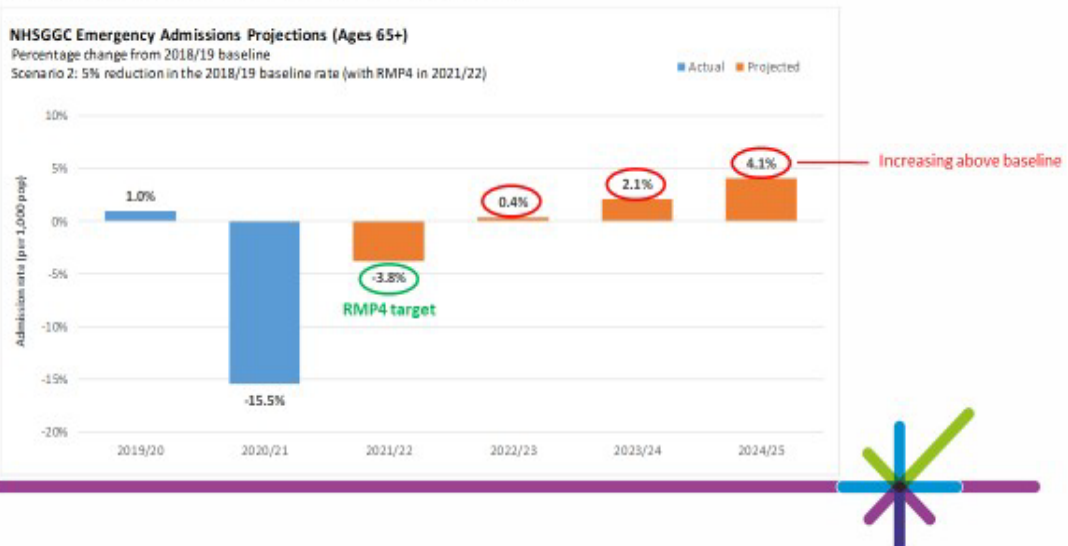 NHSGGC Emergency Admissions Projections (Ages 65+)
Percentage change from 2018/19 baseline
Scenario 2: 5% reduction in the 2018/19 baseline rate (with RMP4 in 2021/22)
Actual Projected
10%
5%
0%
-5%
-10%
-15%
-20%
Admission rate (per 1,000 pop)
1.0%
-15.5%
-3.8%
RMP4 target
0.4%
2.1%
4.1%
Increasing above baseline
2019/20 2020/21 2021/22 2022/23 2023/24 2024/25